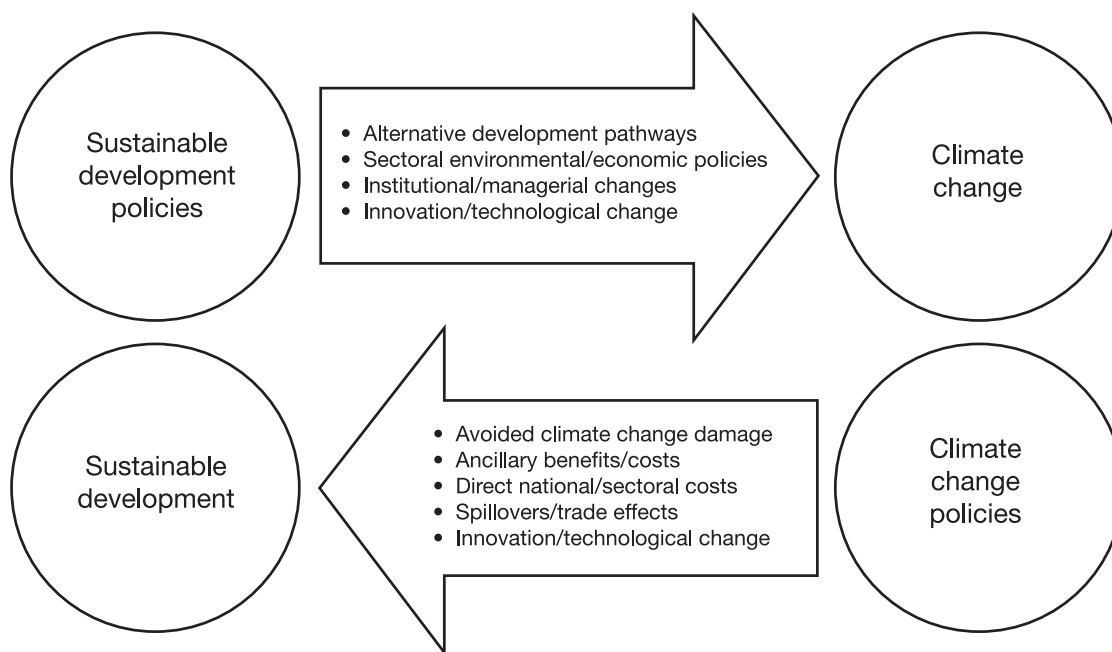 Sustainable
development
policies
• Alternative development pathways
• Sectoral environmental/economic policies
• Institutional/managerial changes
• Innovation/technological change
Climate
change
Sustainable
development
• Avoided climate change damage
• Ancillary benefits/costs
• Direct national/sectoral costs
• Spillovers/trade effects
• Innovation/technological change
Climate
change
policies